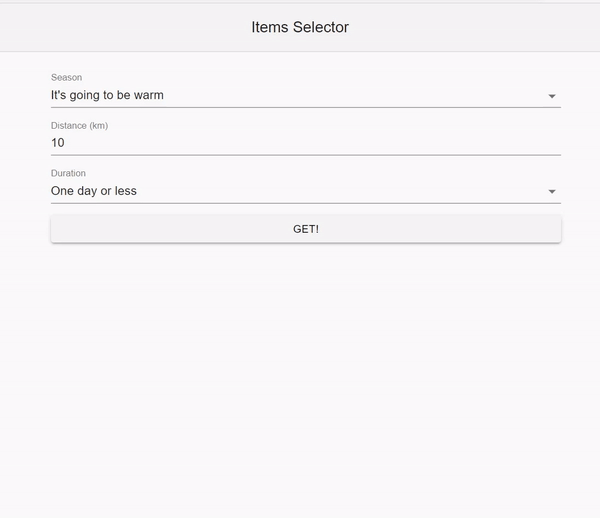 Items Selector
Season
It's going to be warm
Distance (km)
10
Duration
One day or less
GET!